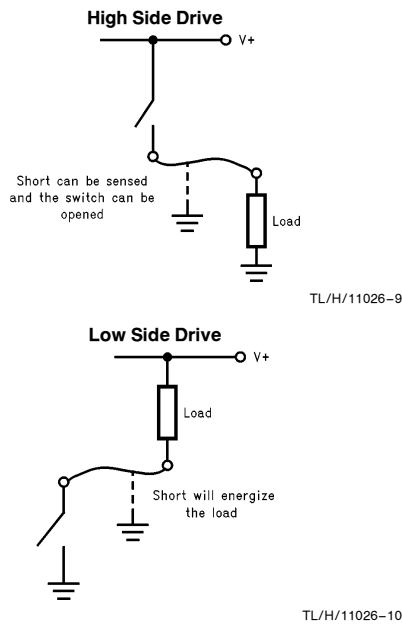 High Side Drive
V+
Short can be sensed
and the switch can be
opened
Load
TL/H/11026–9
Low Side Drive
V+
Load
Short will energize
the load
TL/H/11026–10